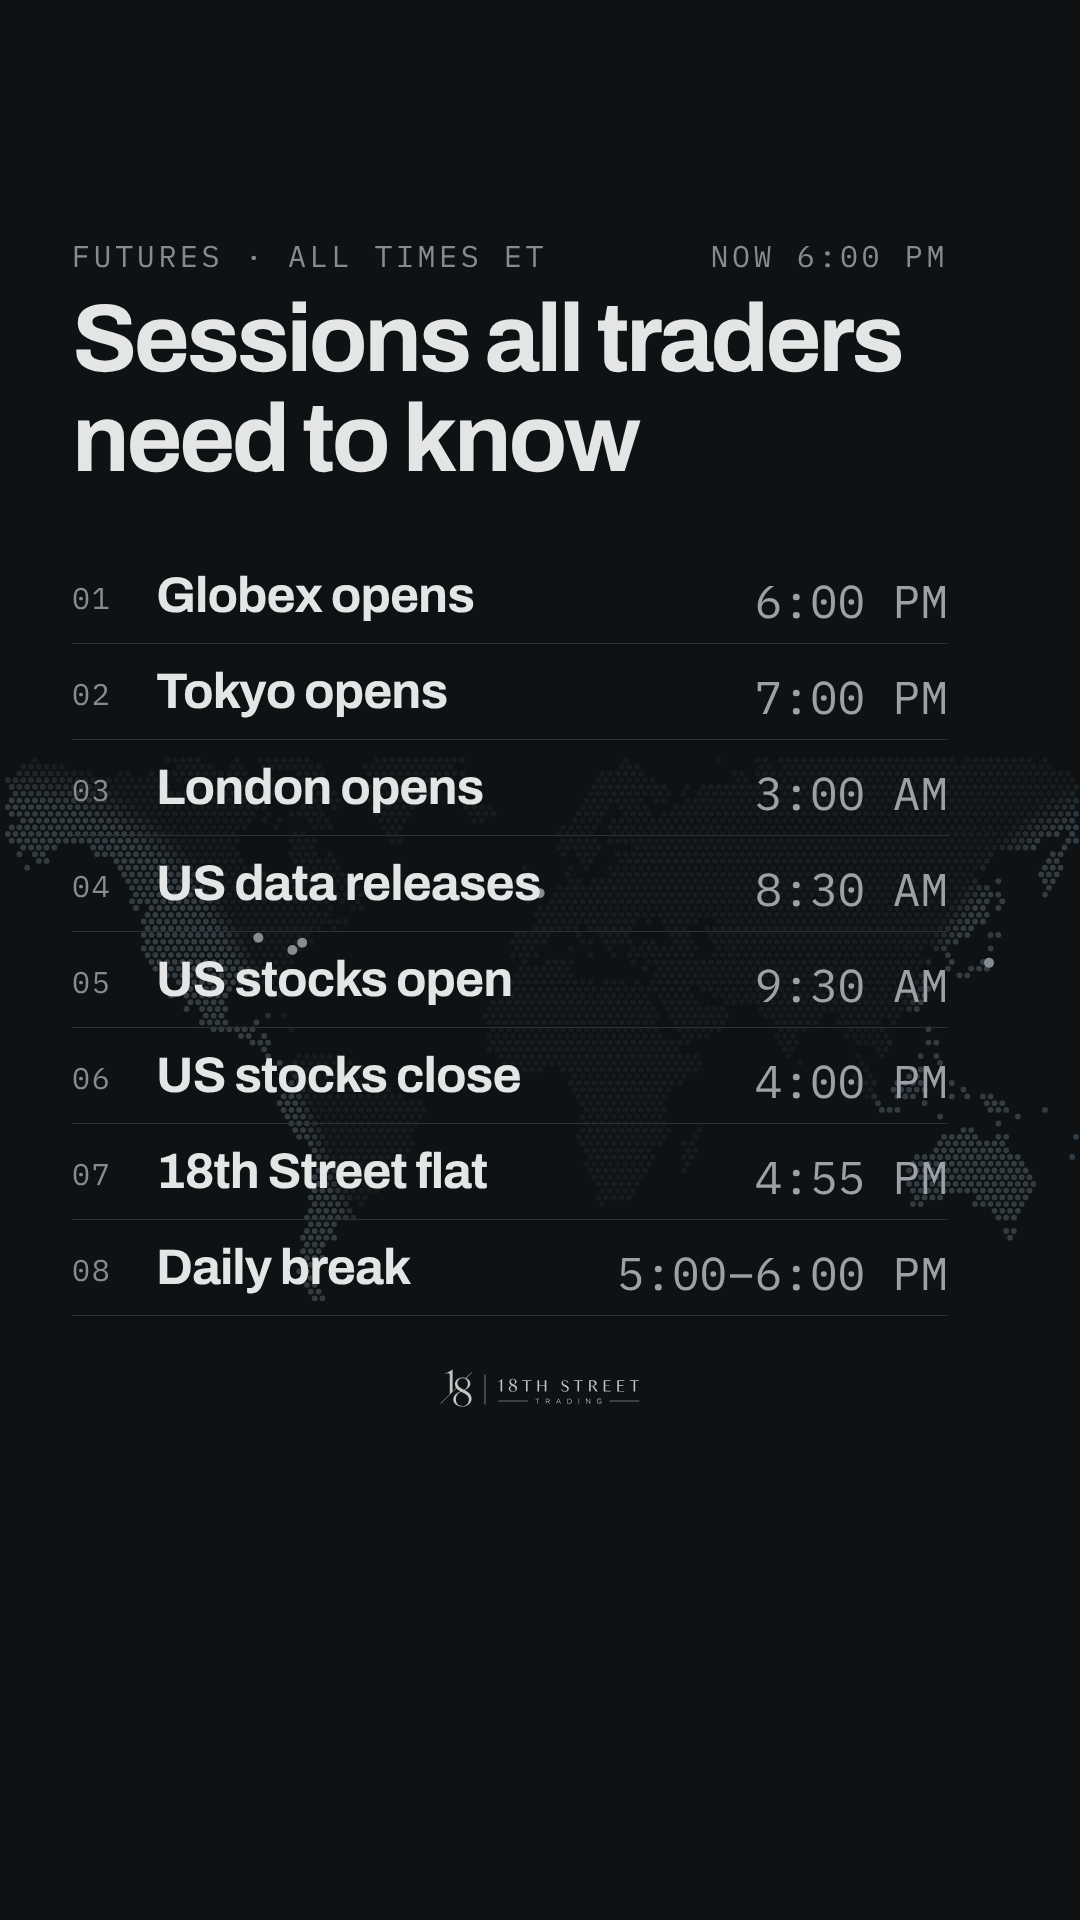 FUTURES · ALL TIMES ET NOW 6:00 PM
Sessions all traders
need to know
01 Globex opens 6:00 PM
02 Tokyo opens 7:00 PM
03 London opens 3:00 AM
04 US data releases 8:30 AM
05 US stocks open 9:30 AM
06 US stocks close 4:00 PM
07 18th Street flat 4:55 PM
08 Daily break 5:00–6:00 PM
18 | 18TH STREET
TRADING